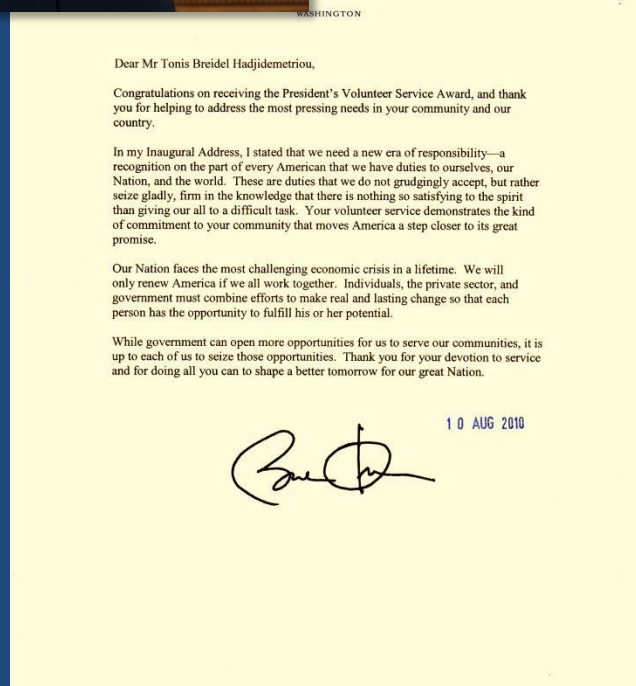 WASHINGTON
Dear Mr Tonis Breidel Hadjidemetriou,
Congratulations on receiving the President's Volunteer Service Award, and thank
you for helping to address the most pressing needs in your community and our
country.
In my Inaugural Address, I stated that we need a new era of responsibility—a
recognition on the part of every American that we have duties to ourselves, our
Nation, and the world.  These are duties that we do not grudgingly accept, but rather
seize gladly, firm in the knowledge that there is nothing so satisfying to the spirit
than giving our all to a difficult task.  Your volunteer service demonstrates the kind
of commitment to your community that moves America a step closer to its great
promise.
Our Nation faces the most challenging economic crisis in a lifetime.  We will
only renew America if we all work together.  Individuals, the private sector, and
government must combine efforts to make real and lasting change so that each
person has the opportunity to fulfill his or her potential.
While government can open more opportunities for us to serve our communities, it is
up to each of us to seize those opportunities.  Thank you for your devotion to service
and for doing all you can to shape a better tomorrow for our great Nation.
10 AUG 2010